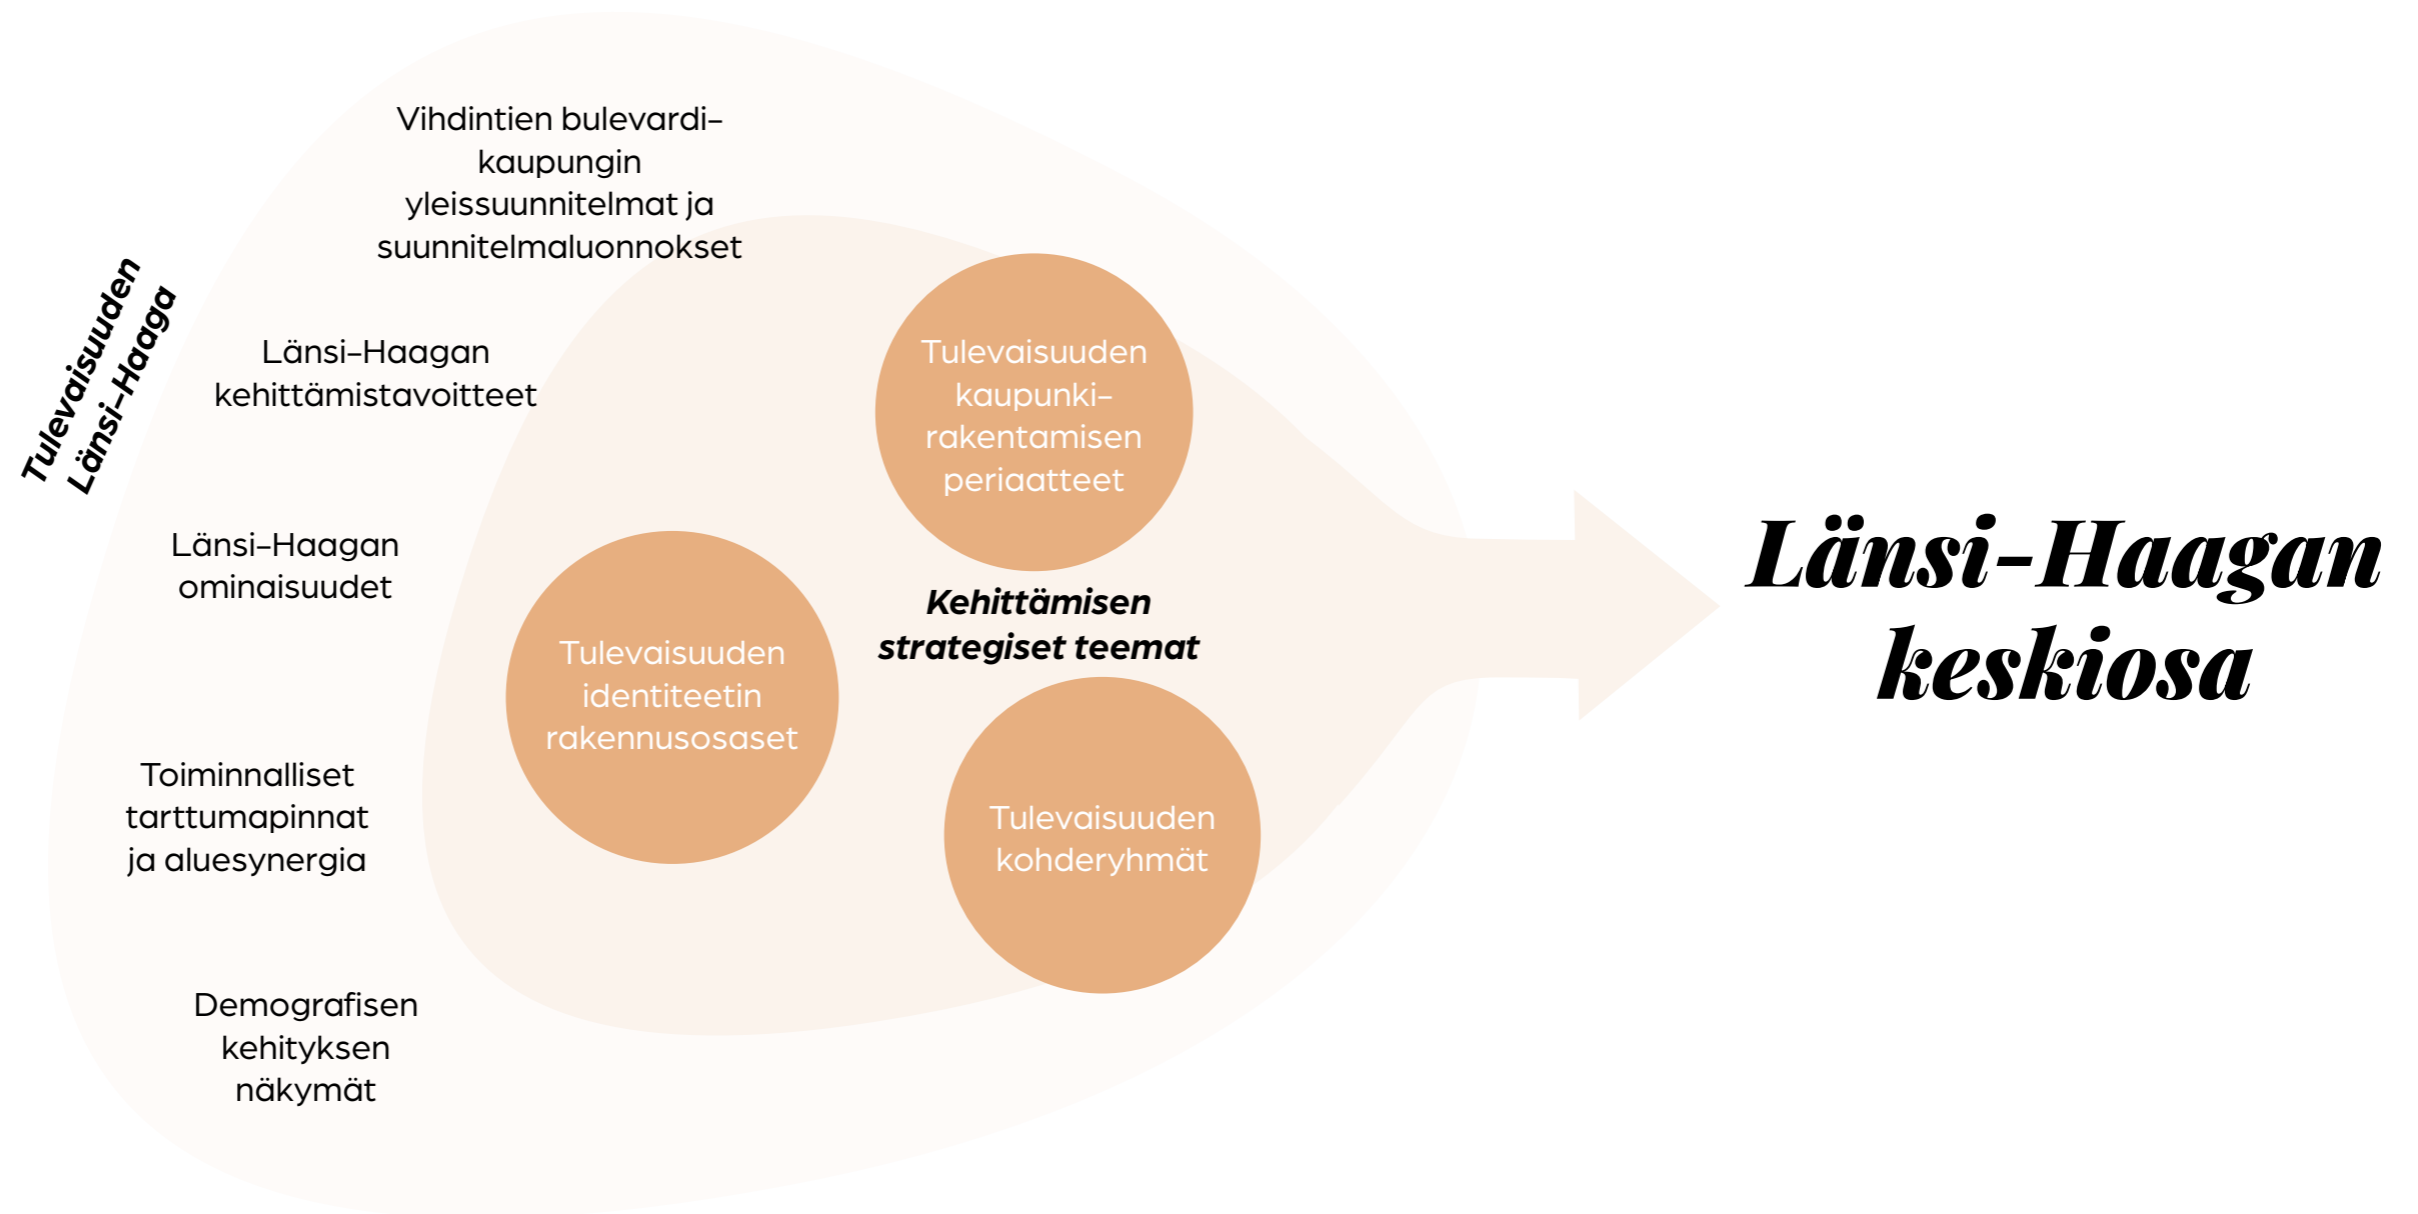 Tulevaisuuden
Länsi-Haaga
Vihdintien bulevardi-
kaupungin
yleissuunnitelmat ja
suunnitelmaluonnokset
Länsi-Haagan
kehittämistavoitteet
Länsi-Haagan
ominaisuudet
Toiminnalliset
tarttumapinnat
ja aluesynergia
Demografisen
kehityksen
näkymät
Tulevaisuuden
identiteetin
rakennusosaset
Tulevaisuuden
kaupunki-
rakentamisen
periaatteet
Kehittämisen
strategiset teemat
Tulevaisuuden
kohderyhmät
Länsi-Haagan
keskiosa